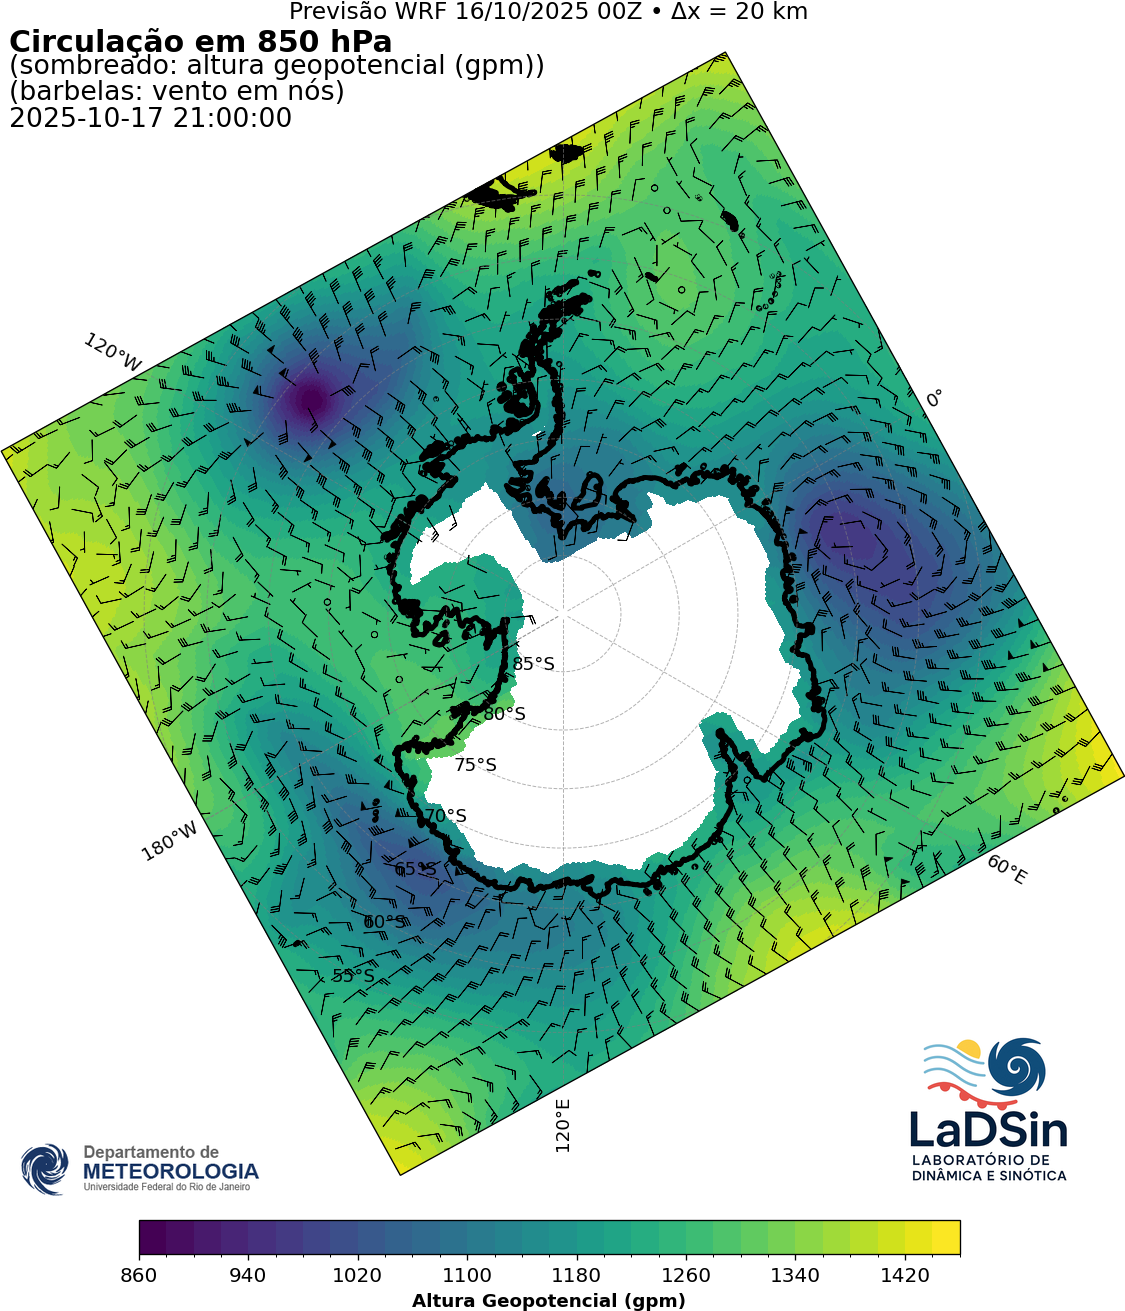 Previsão WRF 16/10/2025 00Z • Δx = 20 km
Circulação em 850 hPa
(sombreado: altura geopotencial (gpm))
(barbelas: vento em nós)
2025-10-17 21:00:00
120°W
0°
85°S
80°S
75°S
70°S
65°S
60°S
55°S
180°W
60°E
120°E
LaDSin
LABORATÓRIO DE
DINÂMICA E SINÓTICA
Departamento de
METEOROLOGIA
Universidade Federal do Rio de Janeiro
860 940 1020 1100 1180 1260 1340 1420
Altura Geopotencial (gpm)